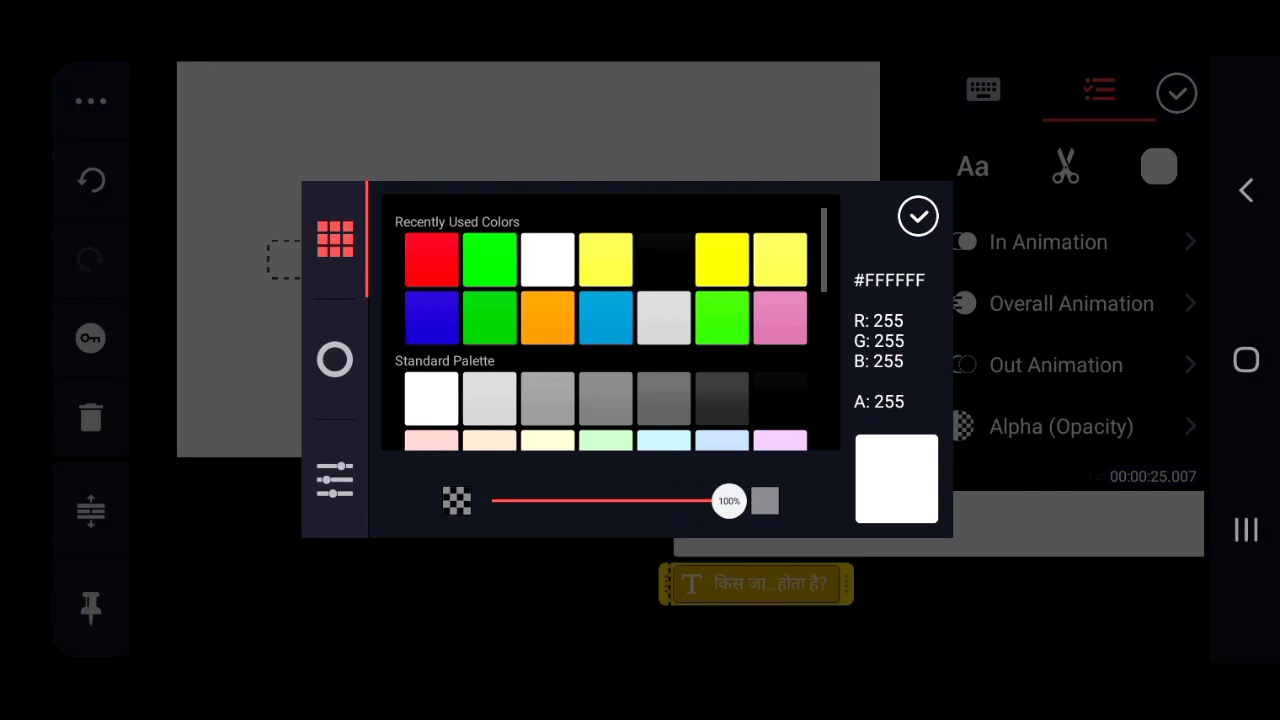 Aa
In Animation
Overall Animation
Out Animation
Alpha (Opacity)
00:00:25.007
Recently Used Colors
Standard Palette
100%
#FFFFFF
R: 255
G: 255
B: 255
A: 255
T किस जा...होता है?